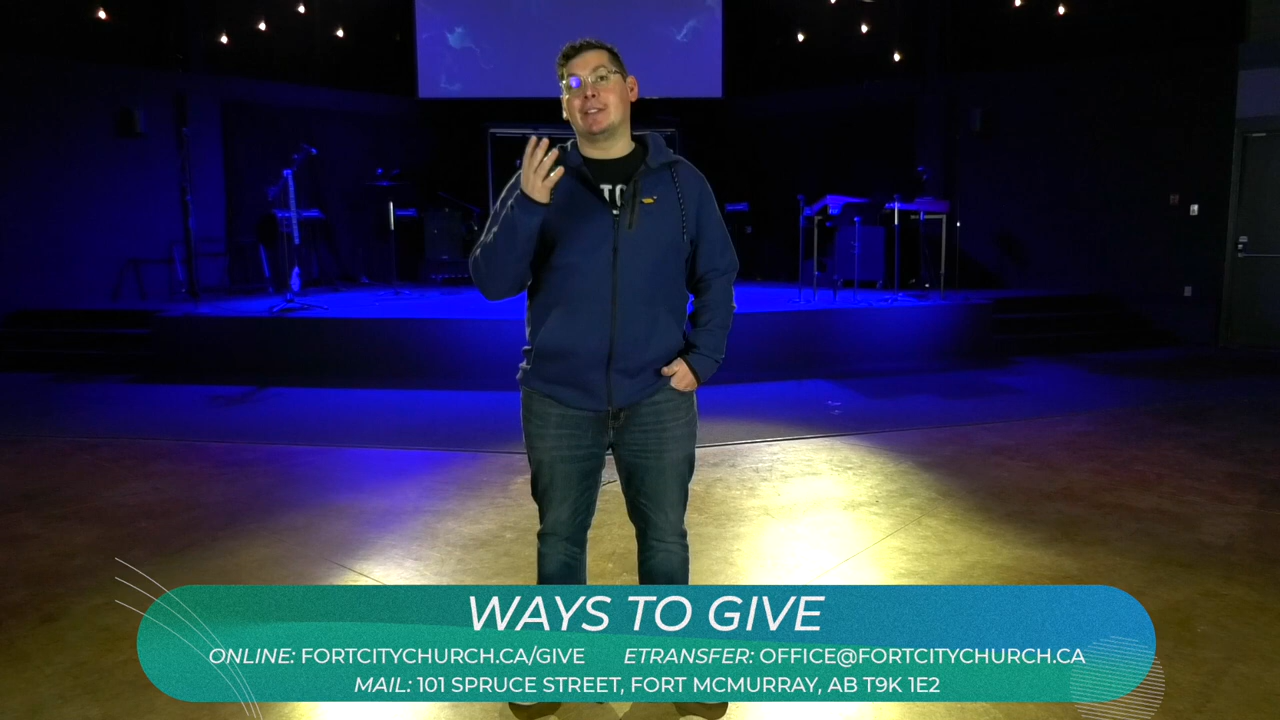 WAYS TO GIVE
ONLINE: FORTCITYCHURCH.CA/GIVE ETRANSFER: OFFICE@FORTCITYCHURCH.CA
MAIL: 101 SPRUCE STREET, FORT MCMURRAY, AB T9K 1E2